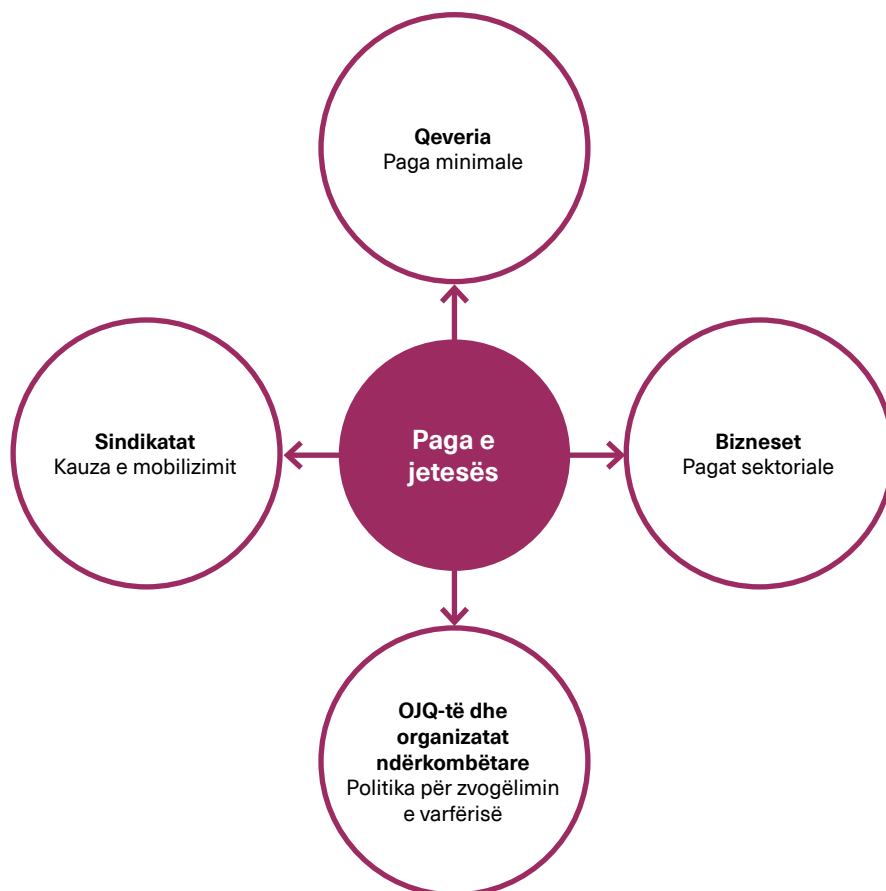 Qeveria
Paga minimale
Sindikatat
Kauza e mobilizimit
Paga e
jetesës
Bizneset
Pagat sektoriale
OJQ-të dhe
organizatat
ndërkombëtare
Politika për zvogëlimin
e varfërisë